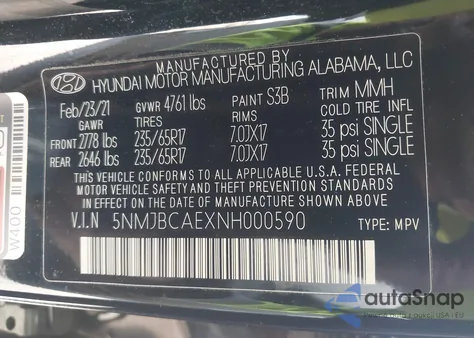 MANUFACTURED BY
HYUNDAI MOTOR MANUFACTURING ALABAMA, LLC
Feb/23/21 GVWR 4761 lbs PAINT S3B TRIM MMH
GAWR TIRES RIMS COLD TIRE INFL
FRONT 2778 lbs 235/65R17 7.0JX17 35 psi SINGLE
REAR 2646 lbs 235/65R17 7.0JX17 35 psi SINGLE
THIS VEHICLE CONFORMS TO ALL APPLICABLE U.S.A. FEDERAL
MOTOR VEHICLE SAFETY, BUMPER, AND THEFT PREVENTION
STANDARDS IN EFFECT ON THE DATE OF MANUFACTURE SHOWN ABOVE
V.I.N 5NMJBCAEXNH000590 TYPE: MPV
W400
autoSnap